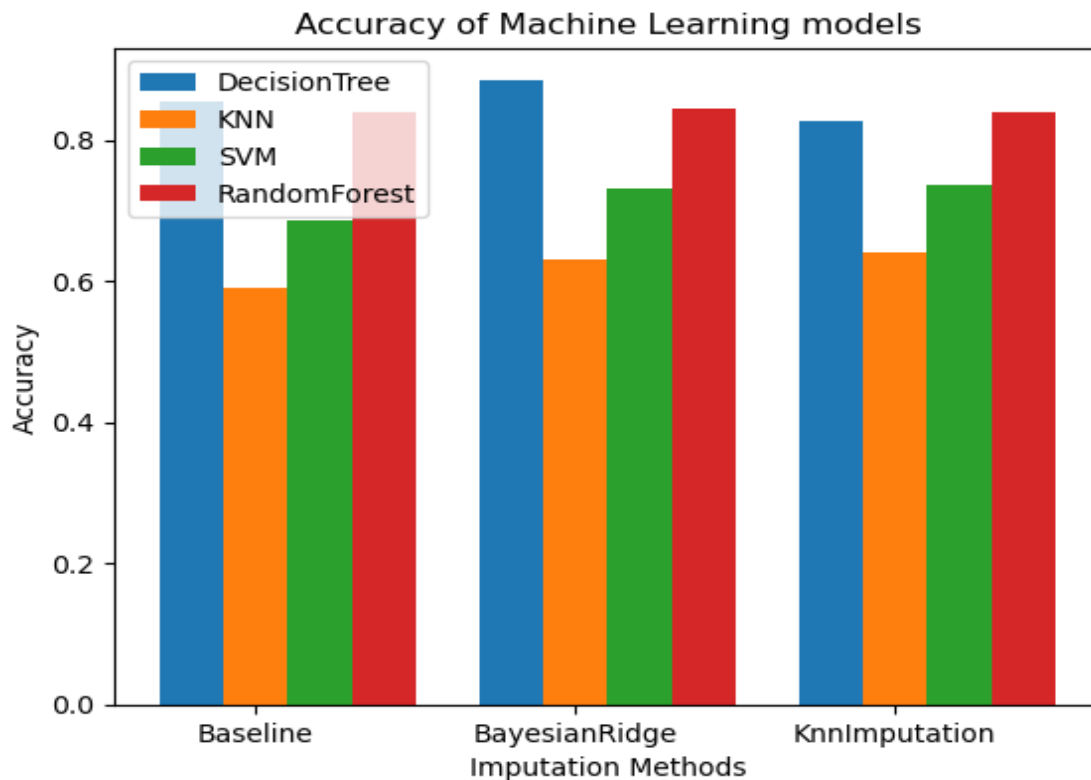 Accuracy of Machine Learning models
DecisionTree
KNN
SVM
RandomForest
Accuracy
0.8
0.6
0.4
0.2
0.0
Baseline
BayesianRidge
KnnImputation
Imputation Methods